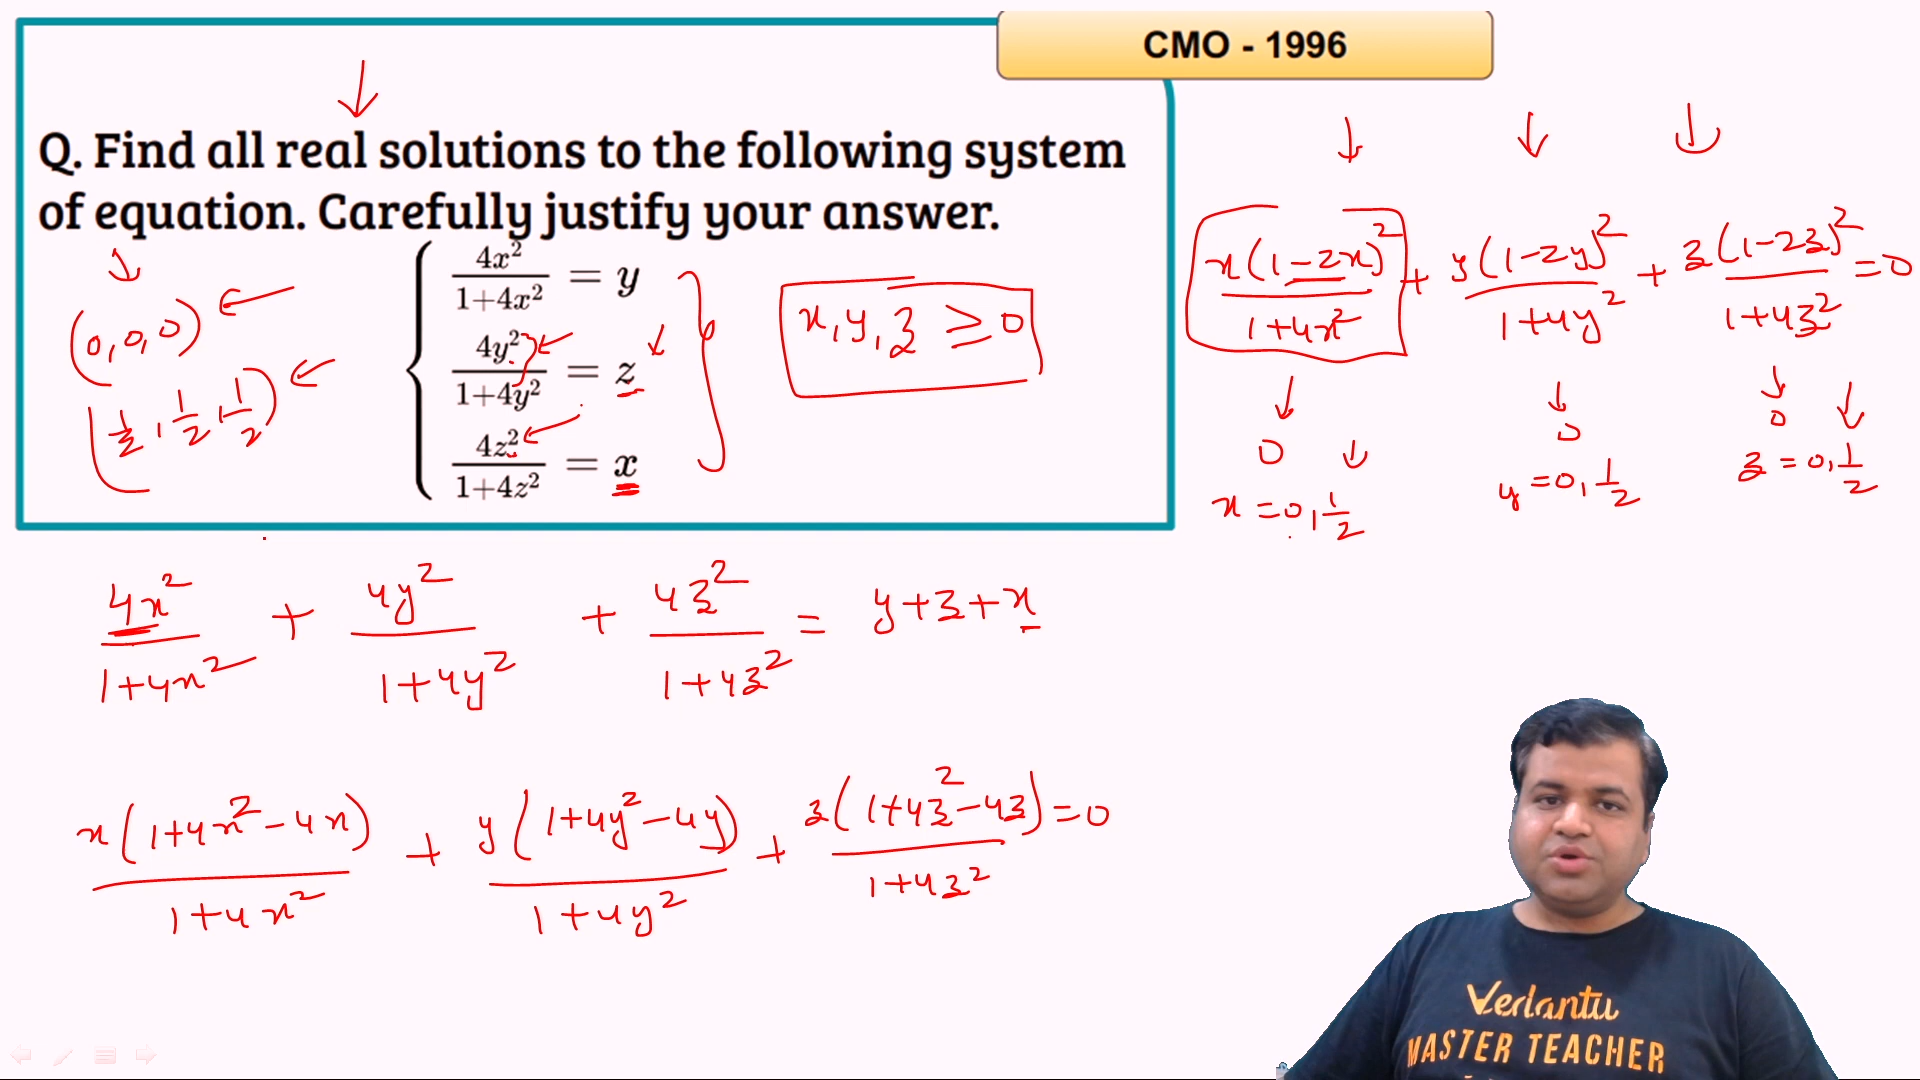 CMO - 1996
Q. Find all real solutions to the following system
of equation. Carefully justify your answer.
4x²/(1+4x²) = y
4y²/(1+4y²) = z
4z²/(1+4z²) = x
(0,0,0)
(1/2, 1/2, 1/2)
x, y, z ≥ 0
x(1-2x)²/(1+4x²) + y(1-2y)²/(1+4y²) + z(1-2z)²/(1+4z²) = 0
0 0 0
x = 0, 1/2 y = 0, 1/2 z = 0, 1/2
4x²/(1+4x²) + 4y²/(1+4y²) + 4z²/(1+4z²) = y+z+x
x(1+4x²-4x)/(1+4x²) + y(1+4y²-4y)/(1+4y²) + z(1+4z²-4z)/(1+4z²) = 0
Vedantu
MASTER TEACHER